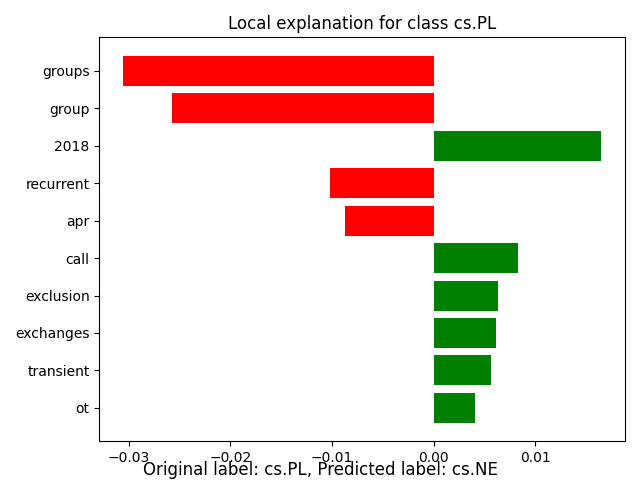 Local explanation for class cs.PL
groups
group
2018
recurrent
apr
call
exclusion
exchanges
transient
ot
−0.03 −0.02 −0.01 0.00 0.01
Original label: cs.PL, Predicted label: cs.NE